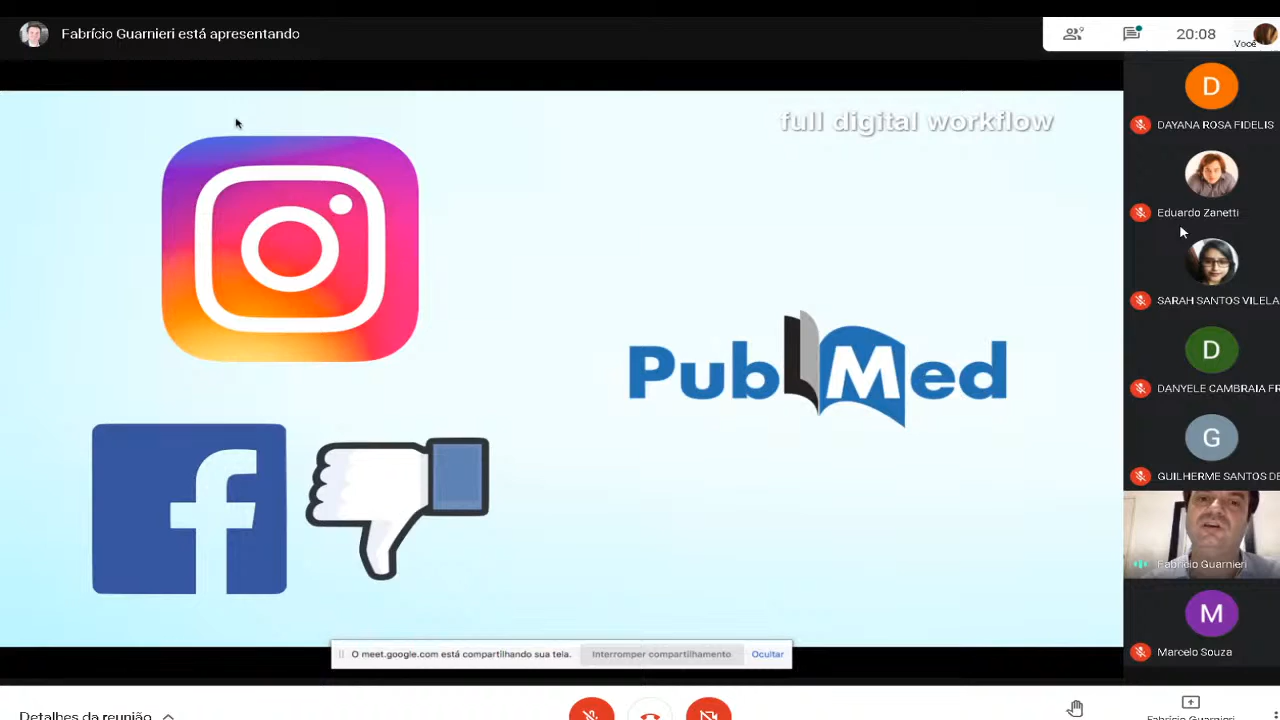 Fabrício Guarnieri está apresentando
20:08
Você
full digital workflow
PubMed
f
D
DAYANA ROSA FIDELIS
Eduardo Zanetti
SARAH SANTOS VILELA
D
DANYELE CAMBRAIA FR
G
GUILHERME SANTOS DE
Fabrício Guarnieri
M
Marcelo Souza
O meet.google.com está compartilhando sua tela.
Interromper compartilhamento
Ocultar
Detalhes da reunião
Fabrício Guarnieri